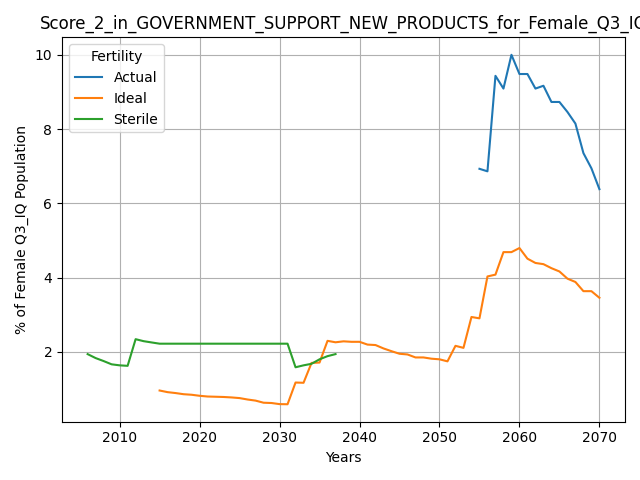 Score_2_in_GOVERNMENT_SUPPORT_NEW_PRODUCTS_for_Female_Q3_IQ
Fertility
Actual
Ideal
Sterile
% of Female Q3_IQ Population
10
8
6
4
2
2010 2020 2030 2040 2050 2060 2070
Years